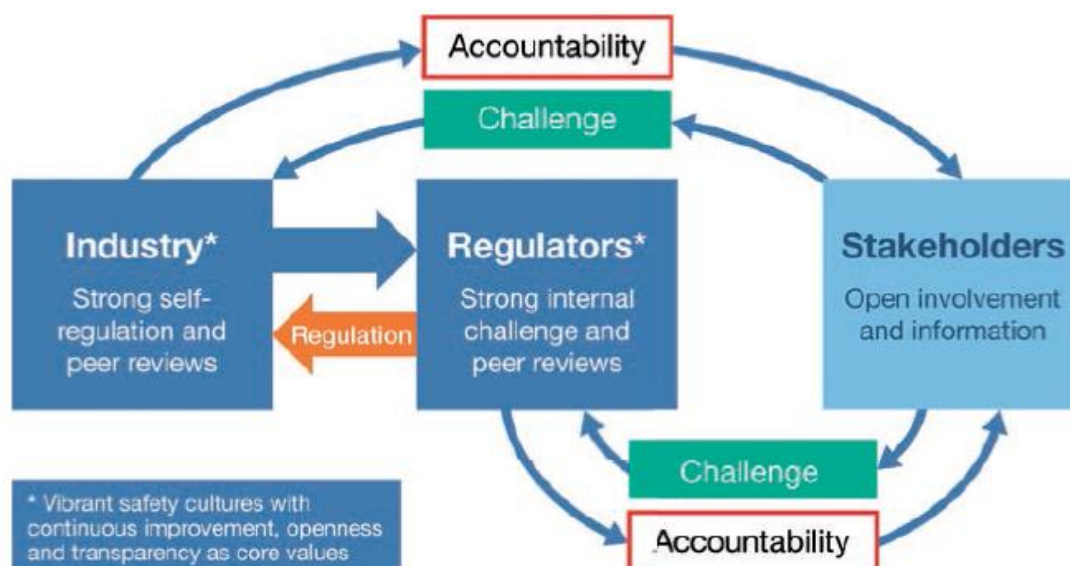 Accountability
Challenge
Industry*
Strong self-
regulation and
peer reviews
Regulation
Regulators*
Strong internal
challenge and
peer reviews
Stakeholders
Open involvement
and information
Challenge
Accountability
* Vibrant safety cultures with
continuous improvement, openness
and transparency as core values